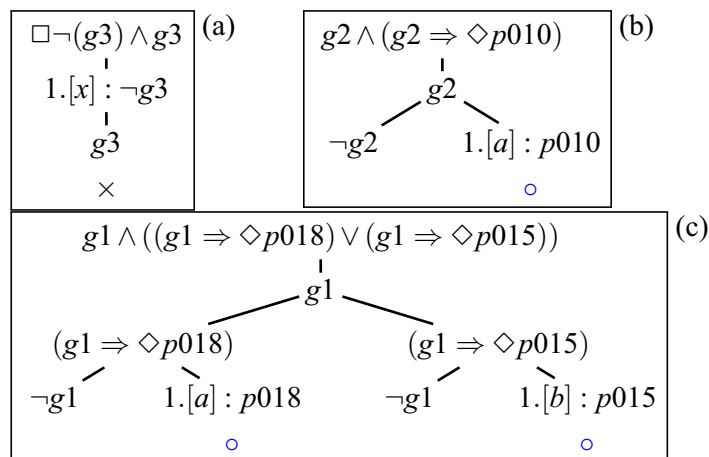 □¬(g3) ∧ g3 (a)
1.[x] : ¬g3
g3
×
g2 ∧ (g2 ⇒ ◇p010) (b)
g2
¬g2 1.[a] : p010
○
g1 ∧ ((g1 ⇒ ◇p018) ∨ (g1 ⇒ ◇p015)) (c)
g1
(g1 ⇒ ◇p018) (g1 ⇒ ◇p015)
¬g1 1.[a] : p018 ¬g1 1.[b] : p015
○ ○